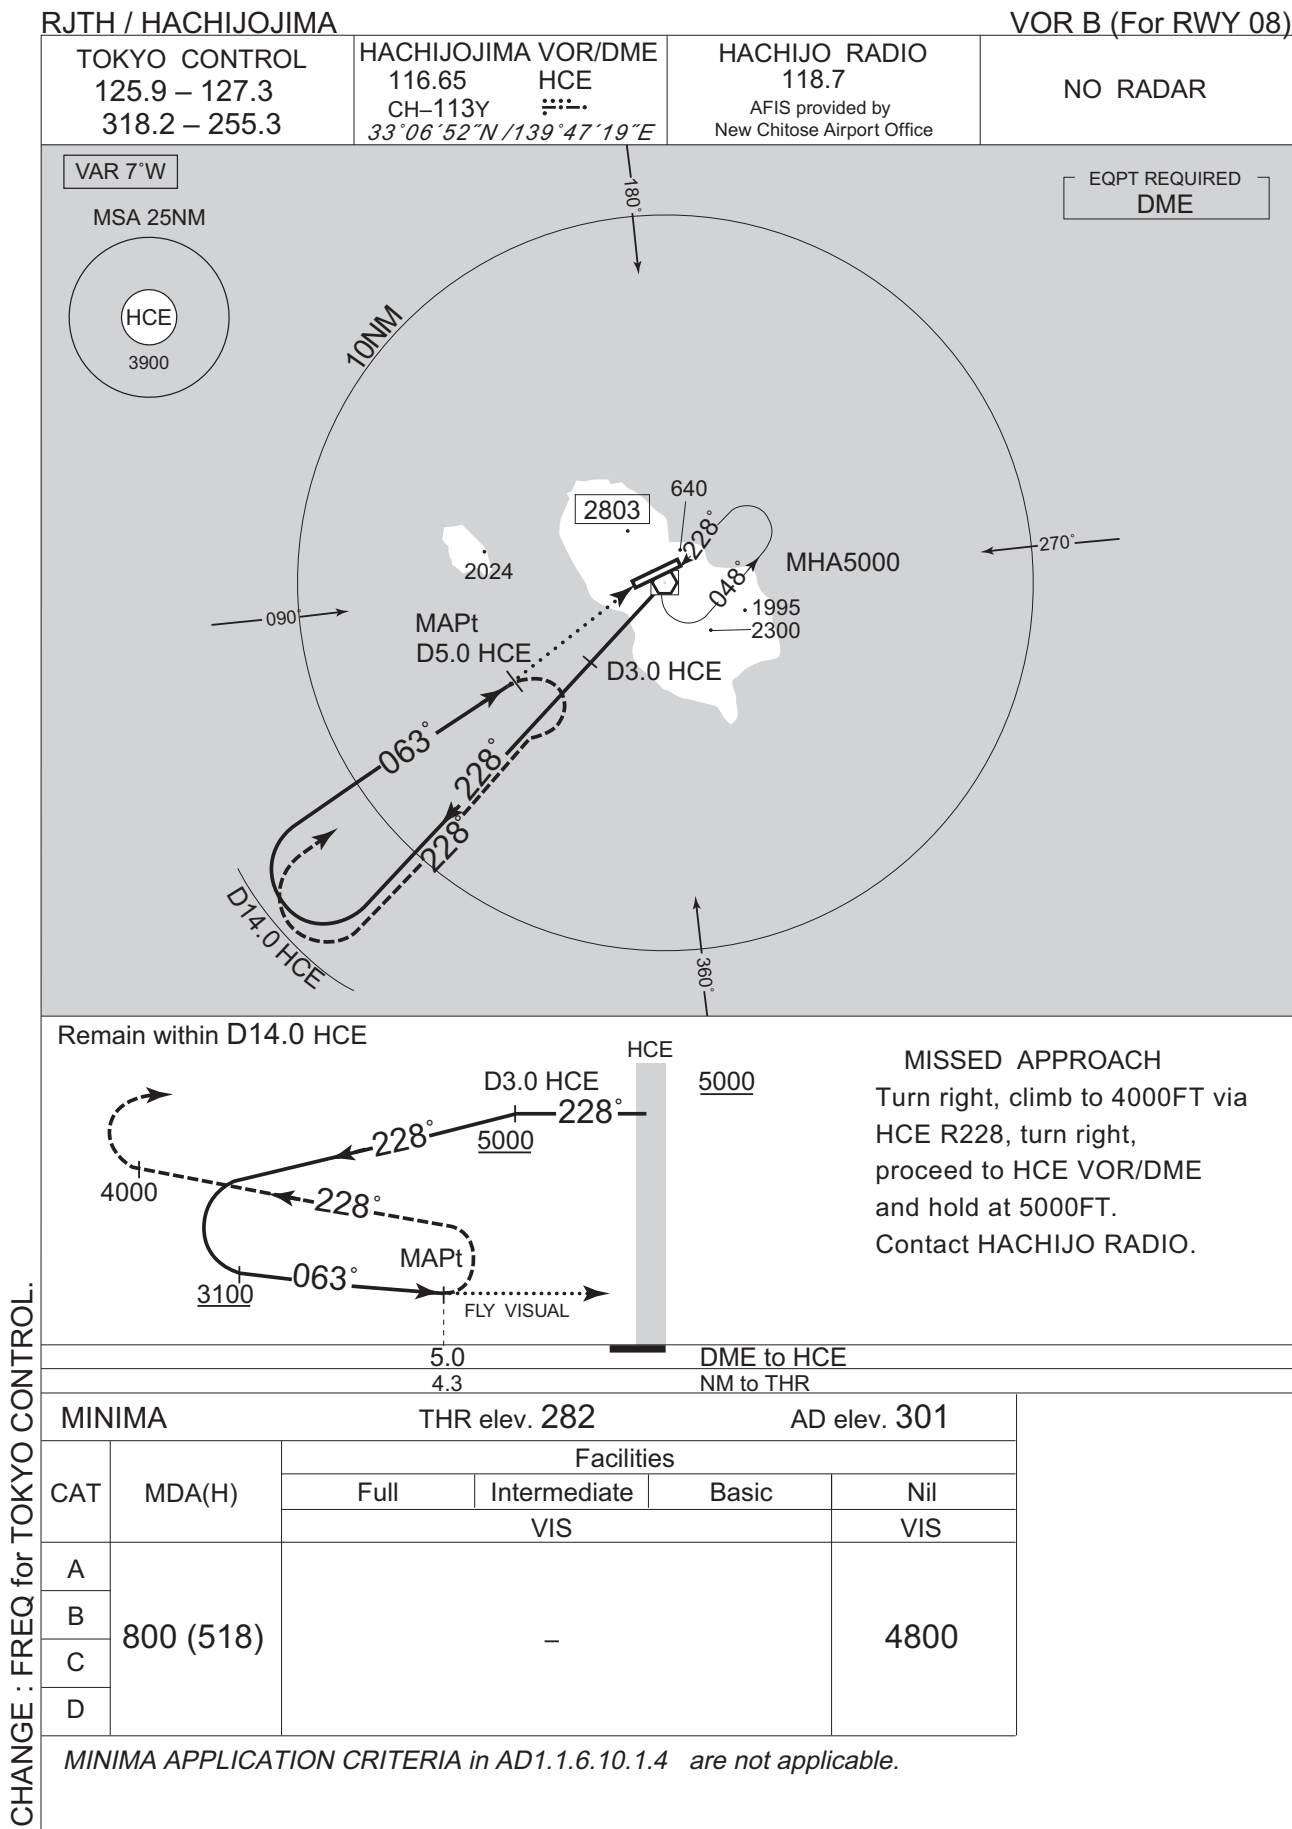 RJTH / HACHIJOJIMA
VOR B (For RWY 08)
TOKYO CONTROL
125.9 – 127.3
318.2 – 255.3
HACHIJOJIMA VOR/DME
116.65 HCE
CH–113Y
33°06´52˝N /139°47´19˝E
HACHIJO RADIO
118.7
AFIS provided by
New Chitose Airport Office
NO RADAR
VAR 7°W
MSA 25NM
HCE
3900
EQPT REQUIRED
DME
180°
10NM
640
2803
228°
270°
MHA5000
2024
048°
1995
2300
090°
MAPt
D5.0 HCE
D3.0 HCE
063°
228°
228°
D14.0 HCE
360°
Remain within D14.0 HCE
HCE
D3.0 HCE
5000
228°
228°
5000
4000
228°
MAPt
063°
3100
FLY VISUAL
MISSED APPROACH
Turn right, climb to 4000FT via
HCE R228, turn right,
proceed to HCE VOR/DME
and hold at 5000FT.
Contact HACHIJO RADIO.
5.0 DME to HCE
4.3 NM to THR
MINIMA THR elev. 282 AD elev. 301
CAT MDA(H) Facilities
Full Intermediate Basic Nil
VIS VIS
A
B
C
D
800 (518) – 4800
MINIMA APPLICATION CRITERIA in AD1.1.6.10.1.4 are not applicable.
CHANGE : FREQ for TOKYO CONTROL.